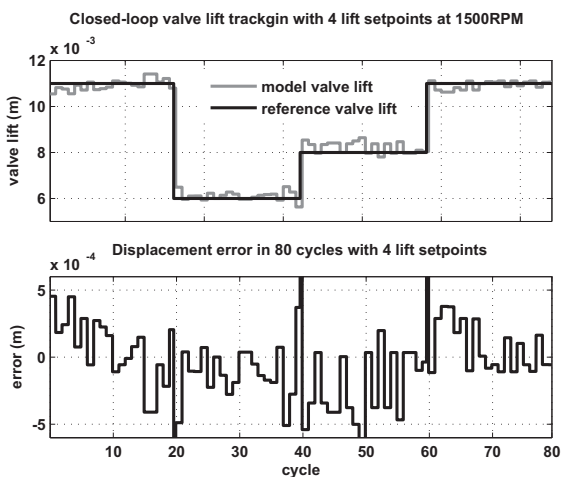 Closed-loop valve lift trackgin with 4 lift setpoints at 1500RPM
x 10 -3
12
10
8
6
valve lift (m)
model valve lift
reference valve lift
Displacement error in 80 cycles with 4 lift setpoints
x 10 -4
5
0
-5
error (m)
10 20 30 40 50 60 70 80
cycle